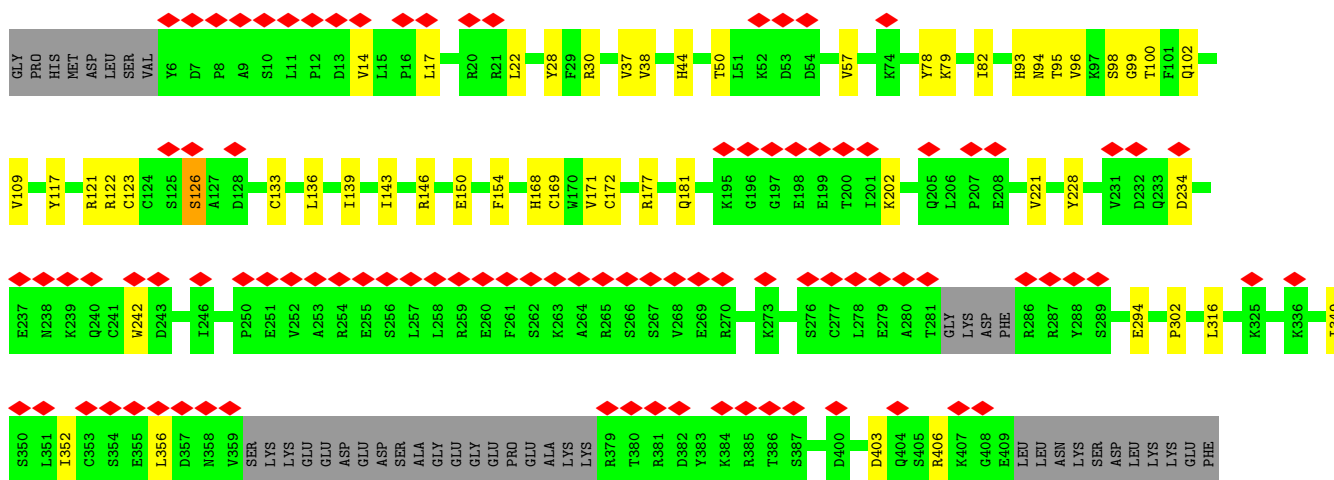 GLY PRO HIS MET ASP LEU SER VAL Y6 D7 P8 A9 S10 L11 P12 D13 V14 L15 P16 L17 R20 R21 L22 Y28 F29 R30 V37 V38 H44 T50 L51 K52 D53 D54 V57 K74 Y78 K79 I82 H93 N94 T95 V96 K97 S98 G99 T100 F101 Q102
V109 Y117 R121 R122 C123 C124 S125 S126 A127 D128 C133 L136 I139 I143 R146 E150 F154 H168 C169 W170 V171 C172 R177 Q181 K195 G196 G197 E198 E199 T200 I201 K202 Q205 L206 P207 E208 V221 Y228 V231 D232 Q233 D234
E237 N238 K239 Q240 C241 W242 D243 I246 P250 E251 V252 A253 R254 E255 S256 L257 L258 R259 E260 F261 S262 K263 A264 R265 S266 S267 V268 E269 R270 K273 S276 C277 L278 E279 A280 T281 GLY LYS ASP PHE R286 R287 Y288 S289 E294 P302 L316 K325 K336
S350 L351 I352 C353 S354 E355 L356 D357 N358 V359 SER LYS LYS GLU GLU ASP GLU ASP SER ALA GLY GLU GLU GLY GLU PRO GLU ALA LYS LYS R379 T380 R381 D382 Y383 K384 R385 T386 S387 D400 D403 Q404 S405 R406 K407 G408 E409 LEU LEU ASN LYS SER ASP LEU LYS LYS GLU PHE